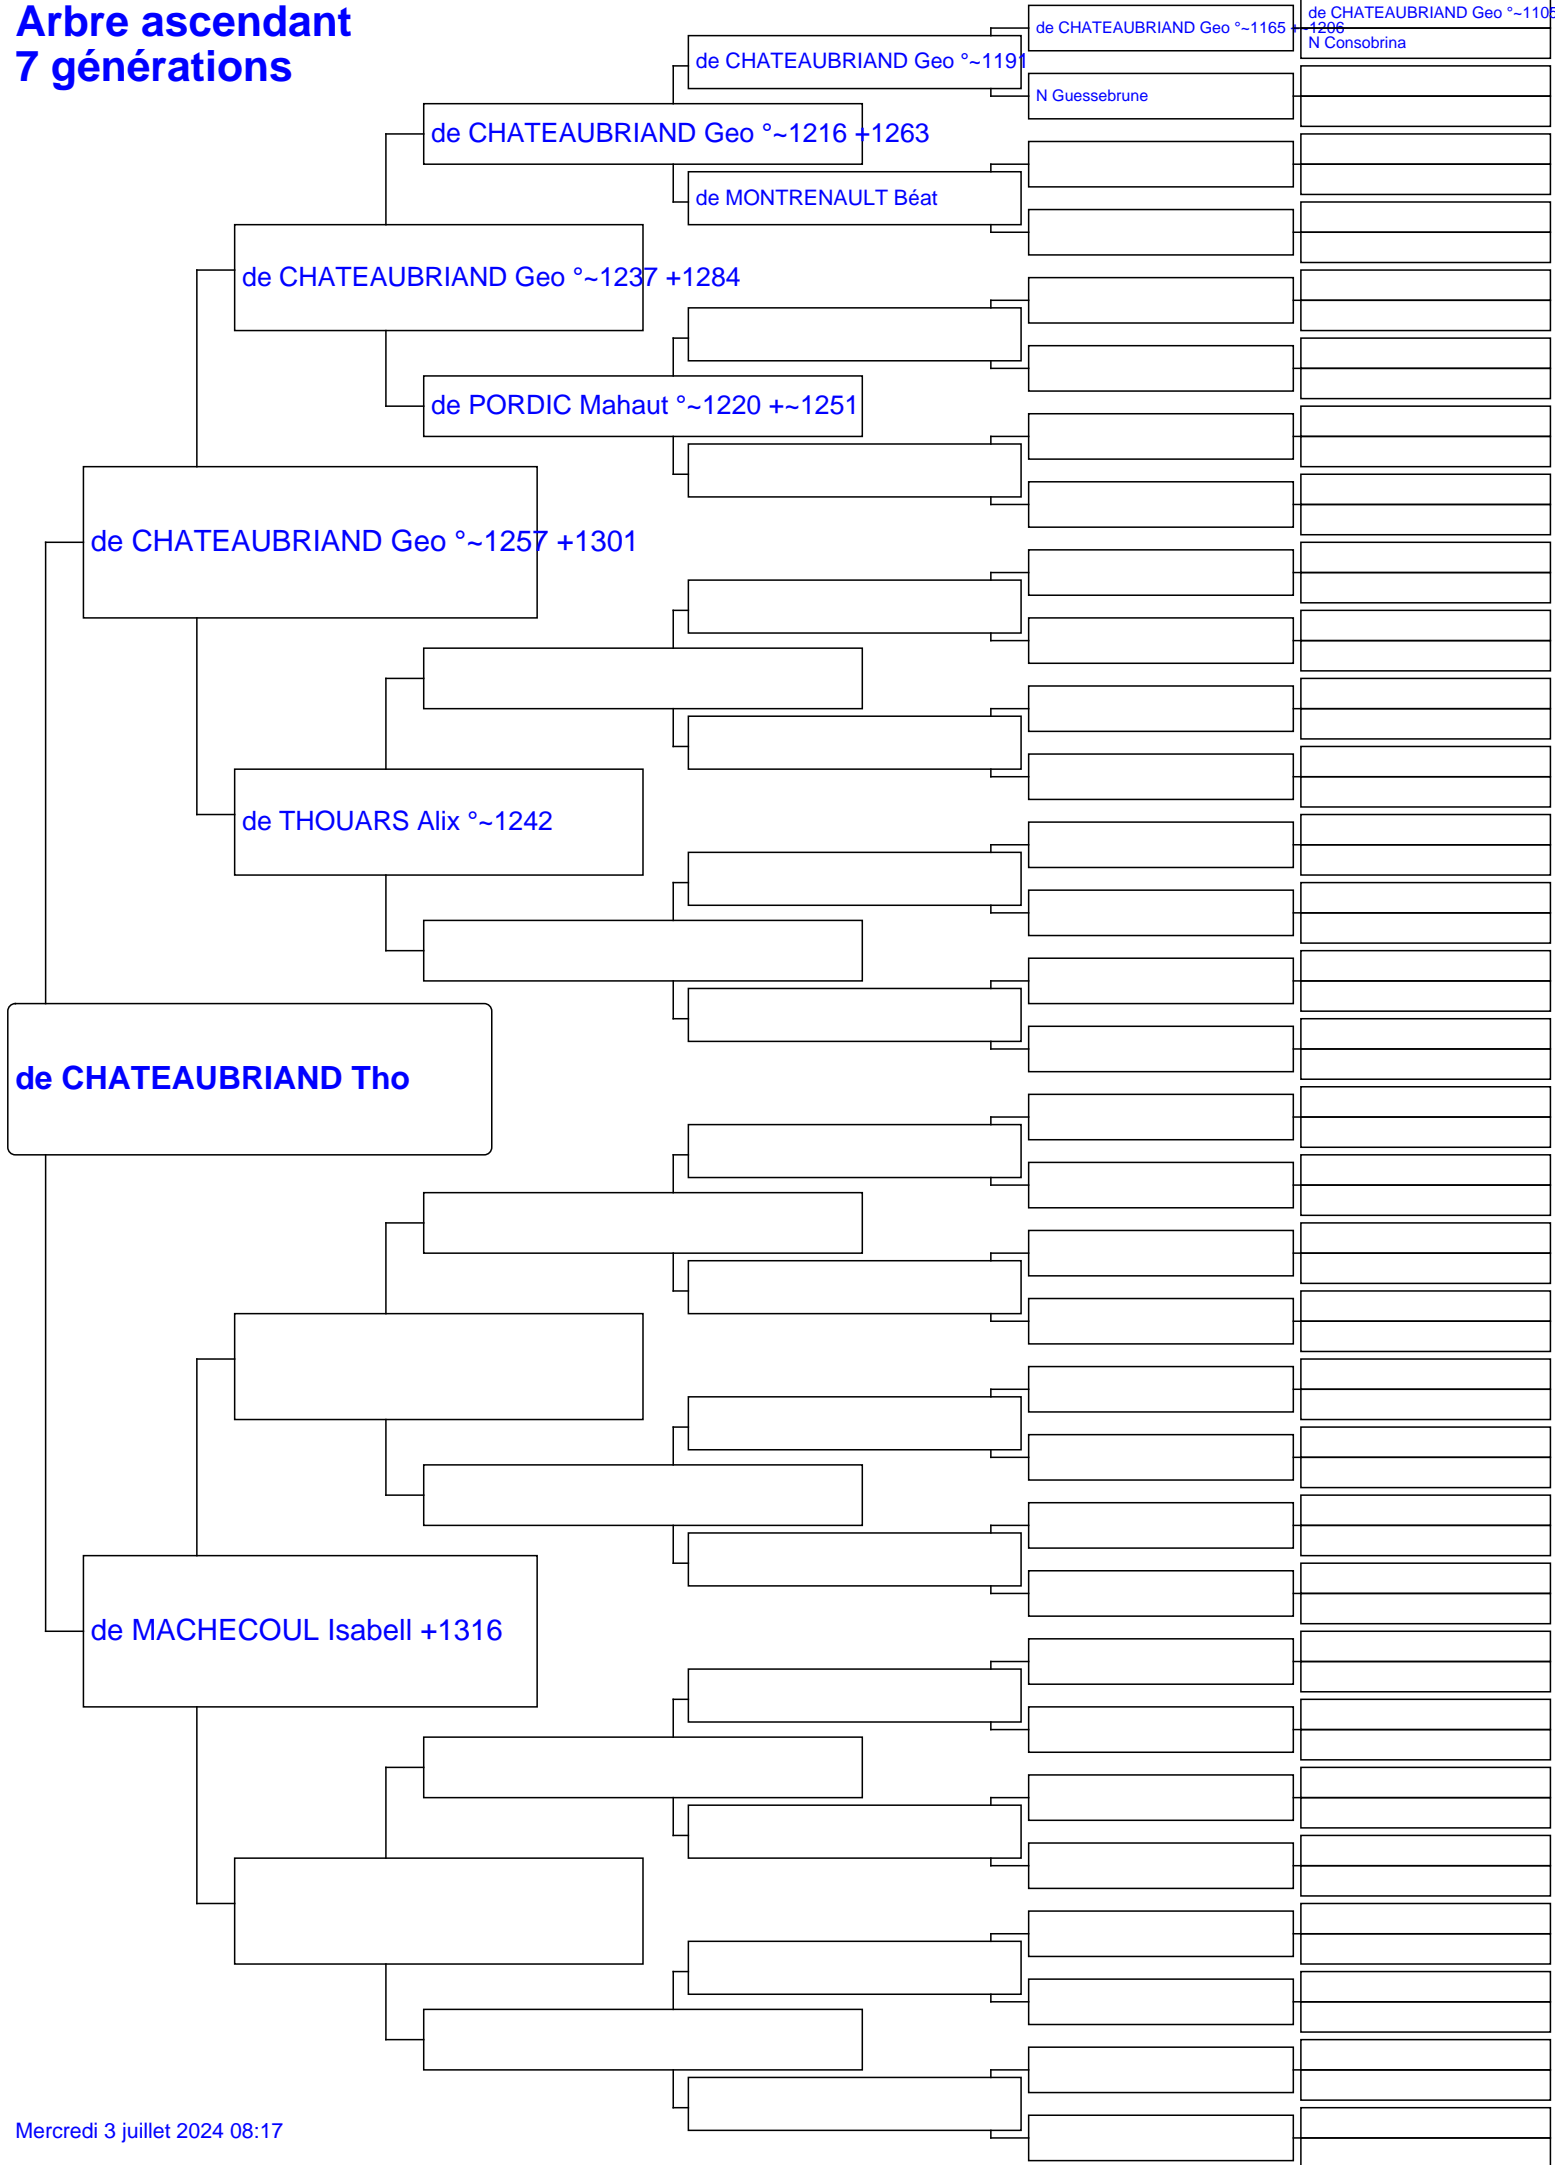 Arbre ascendant
7 générations
de CHATEAUBRIAND Geo °~1105
N Consobrina
de CHATEAUBRIAND Geo °~1165 +~1206
N Guessebrune
de CHATEAUBRIAND Geo °~1191
de CHATEAUBRIAND Geo °~1216 +1263
de MONTRENAULT Béat
de CHATEAUBRIAND Geo °~1237 +1284
de PORDIC Mahaut °~1220 +~1251
de CHATEAUBRIAND Geo °~1257 +1301
de THOUARS Alix °~1242
de CHATEAUBRIAND Tho
de MACHECOUL Isabell +1316
Mercredi 3 juillet 2024 08:17